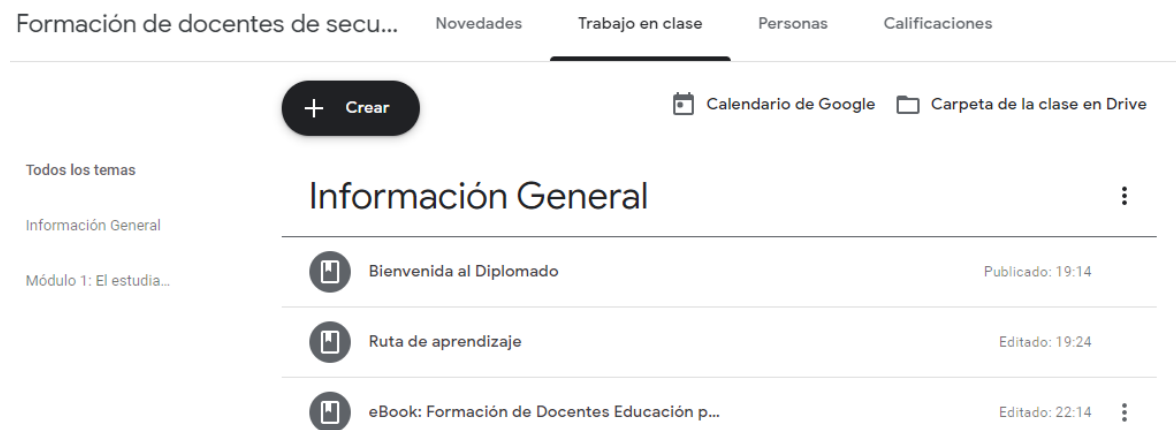 Formación de docentes de secu... Novedades Trabajo en clase Personas Calificaciones
Crear Calendario de Google Carpeta de la clase en Drive
Todos los temas
Información General
Módulo 1: El estudia...
Información General
Bienvenida al Diplomado Publicado: 19:14
Ruta de aprendizaje Editado: 19:24
eBook: Formación de Docentes Educación p... Editado: 22:14